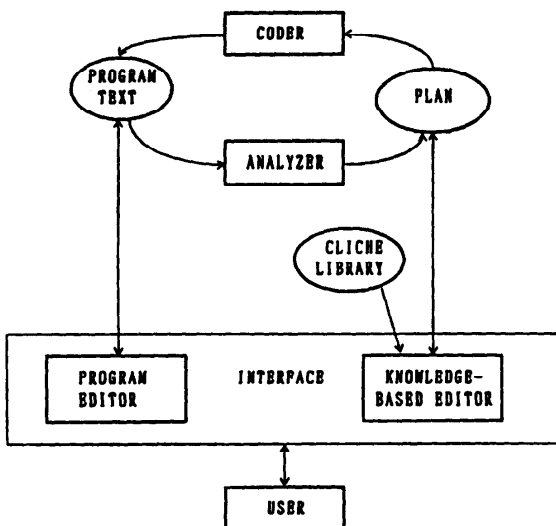 CODER
PROGRAM
TEXT
PLAN
ANALYZER
CLICHE
LIBRARY
PROGRAM
EDITOR
INTERFACE
KNOWLEDGE-
BASED EDITOR
USER